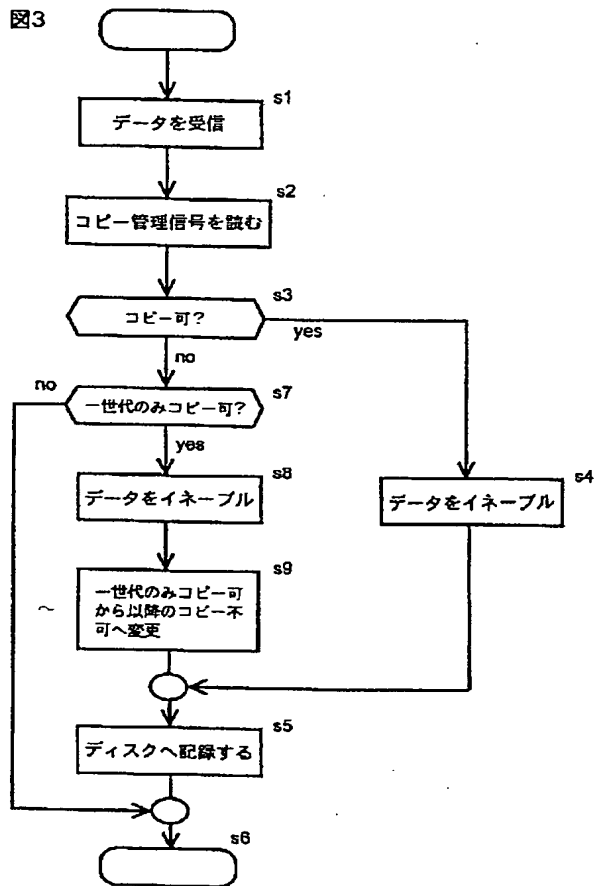 図3
s1
データを受信
s2
コピー管理信号を読む
s3
コピー可?
yes
no
no
s7
一世代のみコピー可?
yes
s8
データをイネーブル
s4
データをイネーブル
s9
一世代のみコピー可
から以降のコピー不
可へ変更
s5
ディスクへ記録する
s6